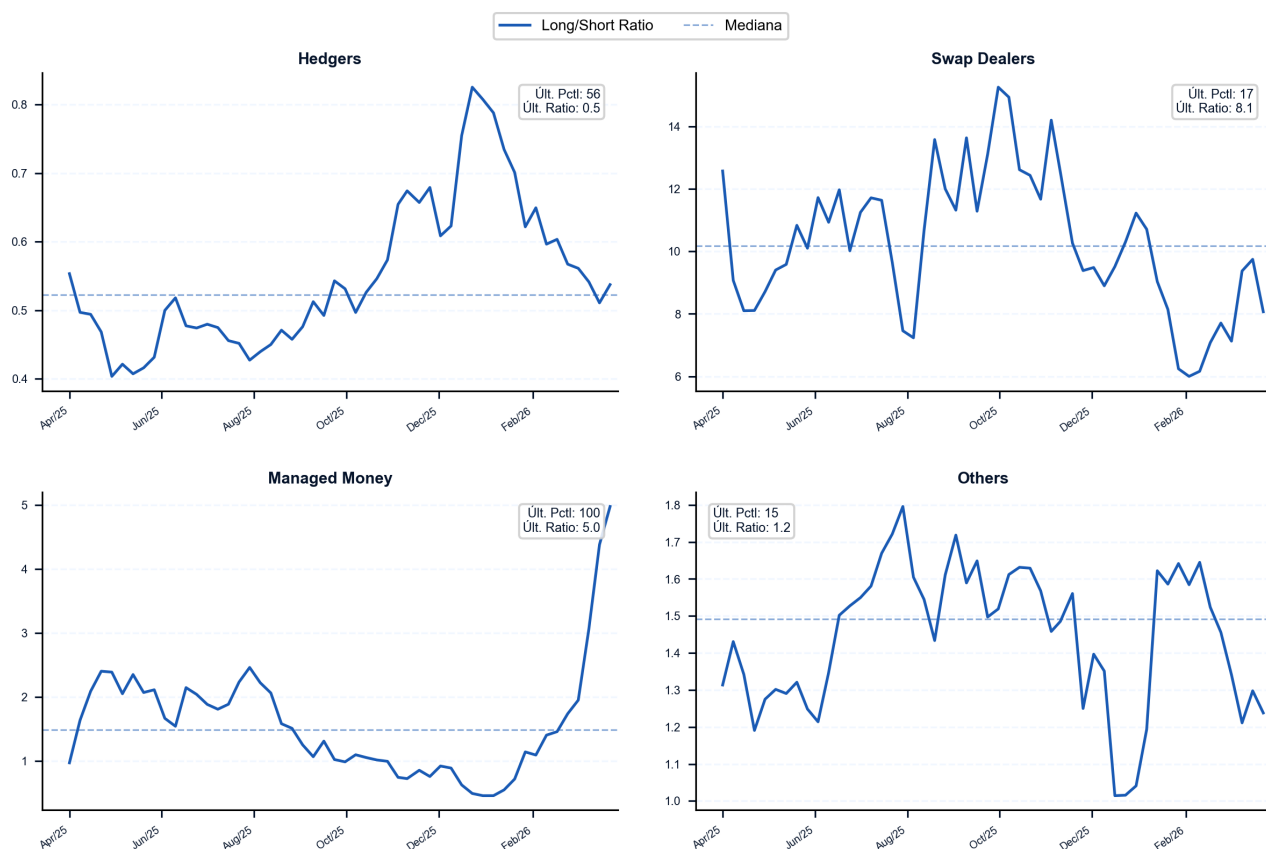 Long/Short Ratio
Mediana
Hedgers
Últ. Pctl: 56
Últ. Ratio: 0.5
0.8
0.7
0.6
0.5
0.4
Apr/25
Jun/25
Aug/25
Oct/25
Dec/25
Feb/26
Swap Dealers
Últ. Pctl: 17
Últ. Ratio: 8.1
14
12
10
8
6
Apr/25
Jun/25
Aug/25
Oct/25
Dec/25
Feb/26
Managed Money
Últ. Pctl: 100
Últ. Ratio: 5.0
5
4
3
2
1
Apr/25
Jun/25
Aug/25
Oct/25
Dec/25
Feb/26
Others
Últ. Pctl: 15
Últ. Ratio: 1.2
1.8
1.7
1.6
1.5
1.4
1.3
1.2
1.1
1.0
Apr/25
Jun/25
Aug/25
Oct/25
Dec/25
Feb/26